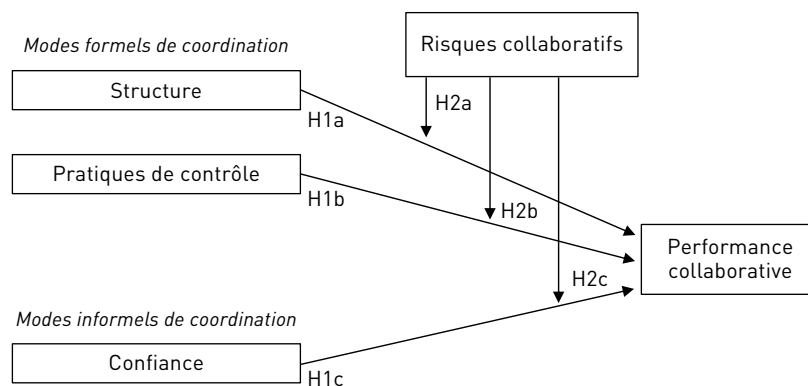 Modes formels de coordination
Risques collaboratifs
Structure
H1a
H2a
Pratiques de contrôle
H1b
H2b
Performance
collaborative
H2c
Modes informels de coordination
Confiance
H1c